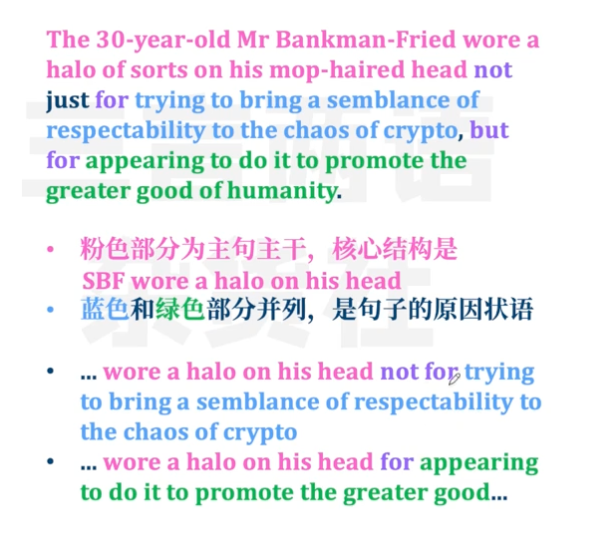 The 30-year-old Mr Bankman-Fried wore a
halo of sorts on his mop-haired head not
just for trying to bring a semblance of
respectability to the chaos of crypto, but
for appearing to do it to promote the
greater good of humanity.
• 粉色部分为主句主干，核心结构是
SBF wore a halo on his head
• 蓝色和绿色部分并列，是句子的原因状语
• ... wore a halo on his head not for trying
to bring a semblance of respectability to
the chaos of crypto
• ... wore a halo on his head for appearing
to do it to promote the greater good...